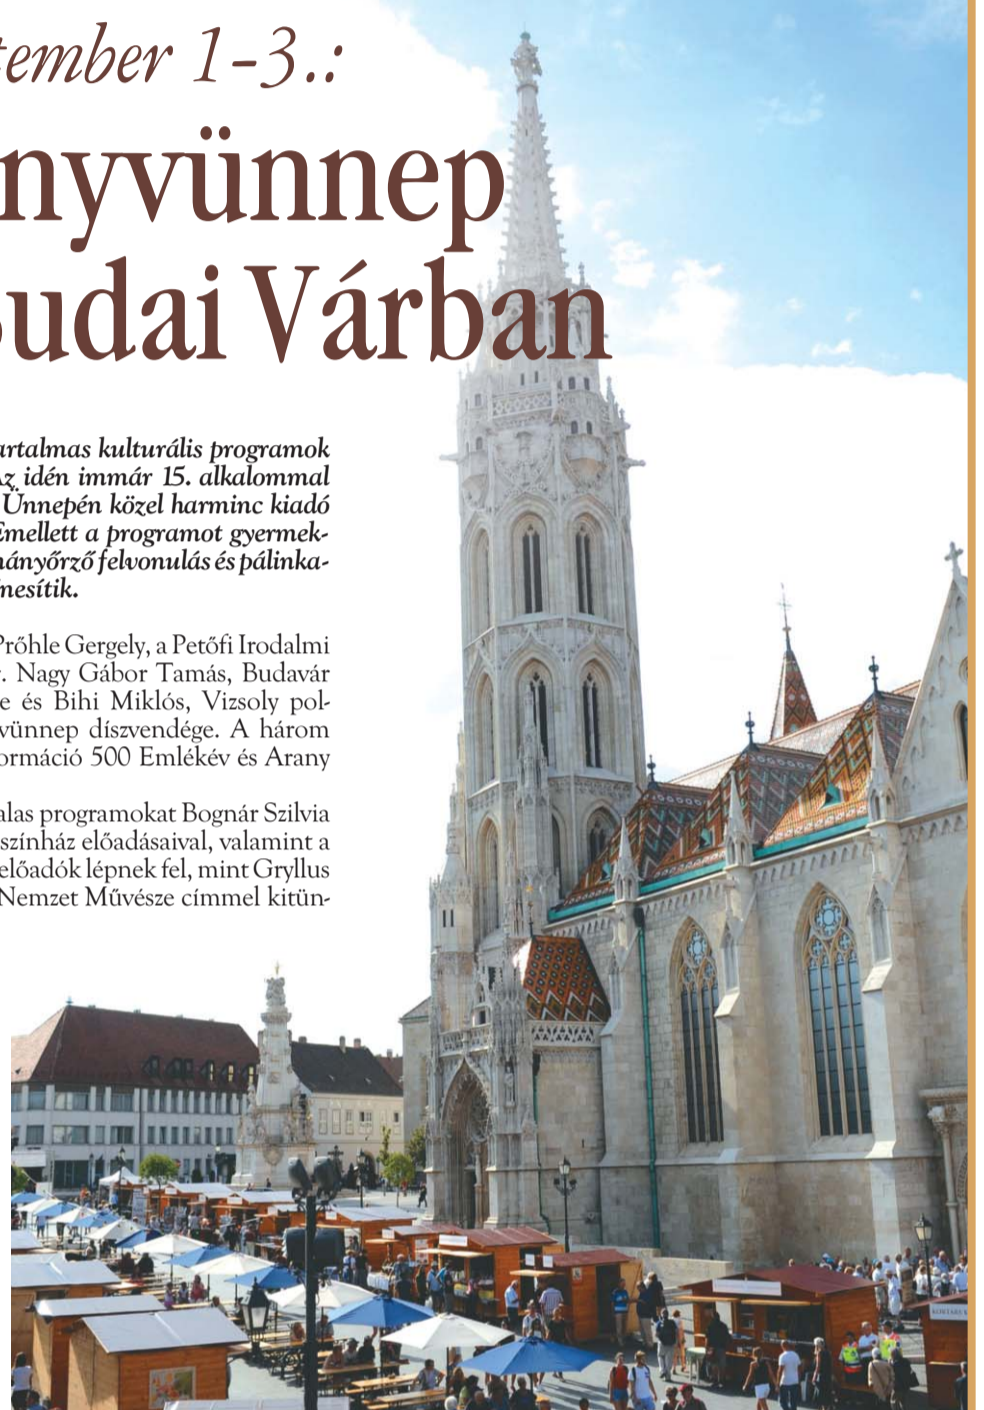 tember 1-3.:
nyvünnep
Budai Várban
artalmas kulturális programok
Az idén immár 15. alkalommal
Ünnepén közel harminc kiadó
Emellett a programot gyermek-
ányőrző felvonulás és pálinka-
nesítik.
Prőhle Gergely, a Petőfi Irodalmi
r. Nagy Gábor Tamás, Budavár
e és Bihi Miklós, Vizsoly pol-
vünnep díszvendége. A három
ormáció 500 Emlékév és Arany
alas programokat Bognár Szilvia
színház előadásaival, valamint a
előadók lépnek fel, mint Gryllus
Nemzet Művésze címmel kitün-